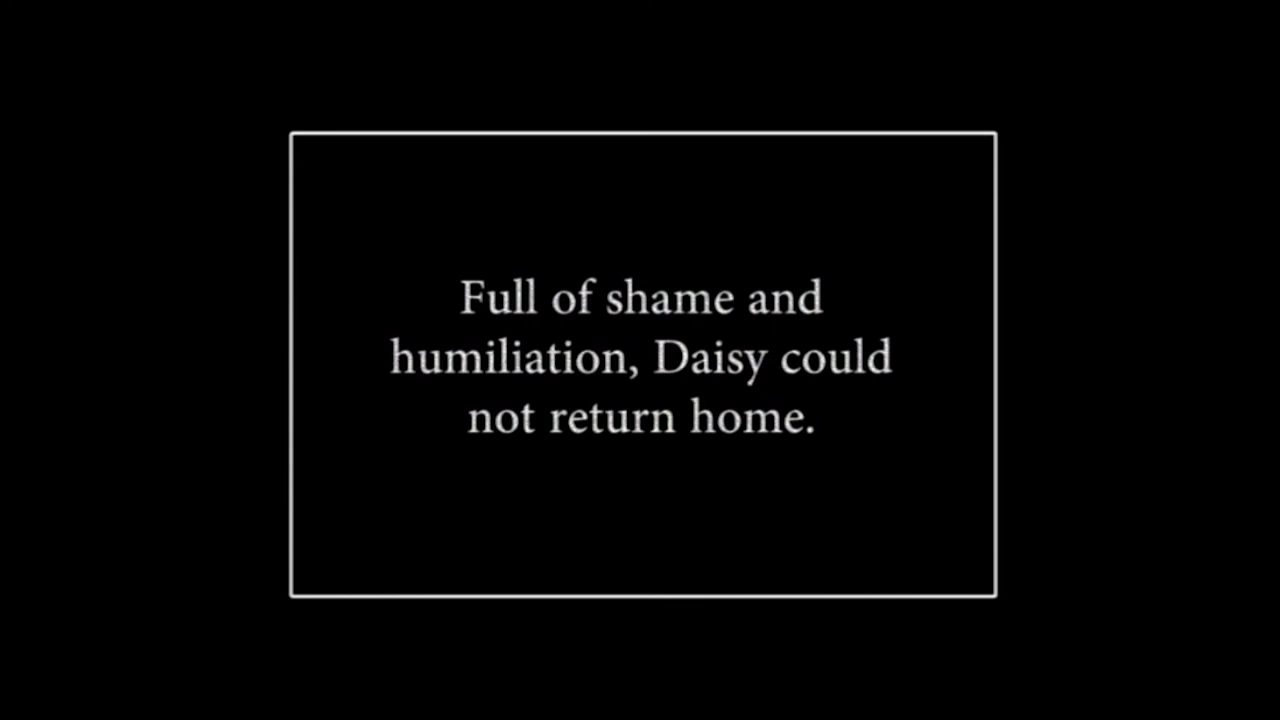 Full of shame and
humiliation, Daisy could
not return home.